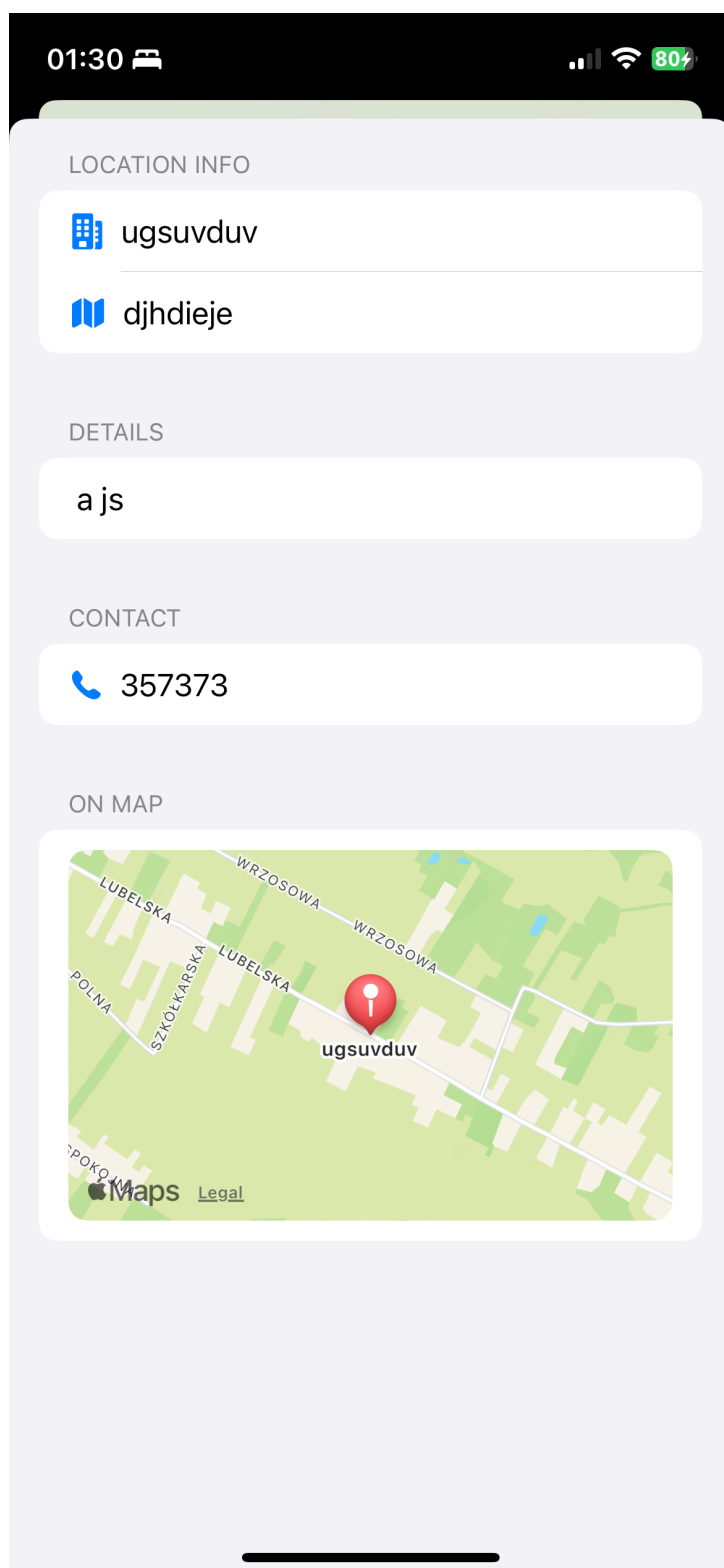 01:30
80
LOCATION INFO
ugsuvduv
djhdieje
DETAILS
a js
CONTACT
357373
ON MAP
WRZOSOWA
LUBELSKA
WRZOSOWA
LUBELSKA
SZKÓŁKARSKA
POLNA
ugsuvduv
SPOKOJNA
Maps Legal